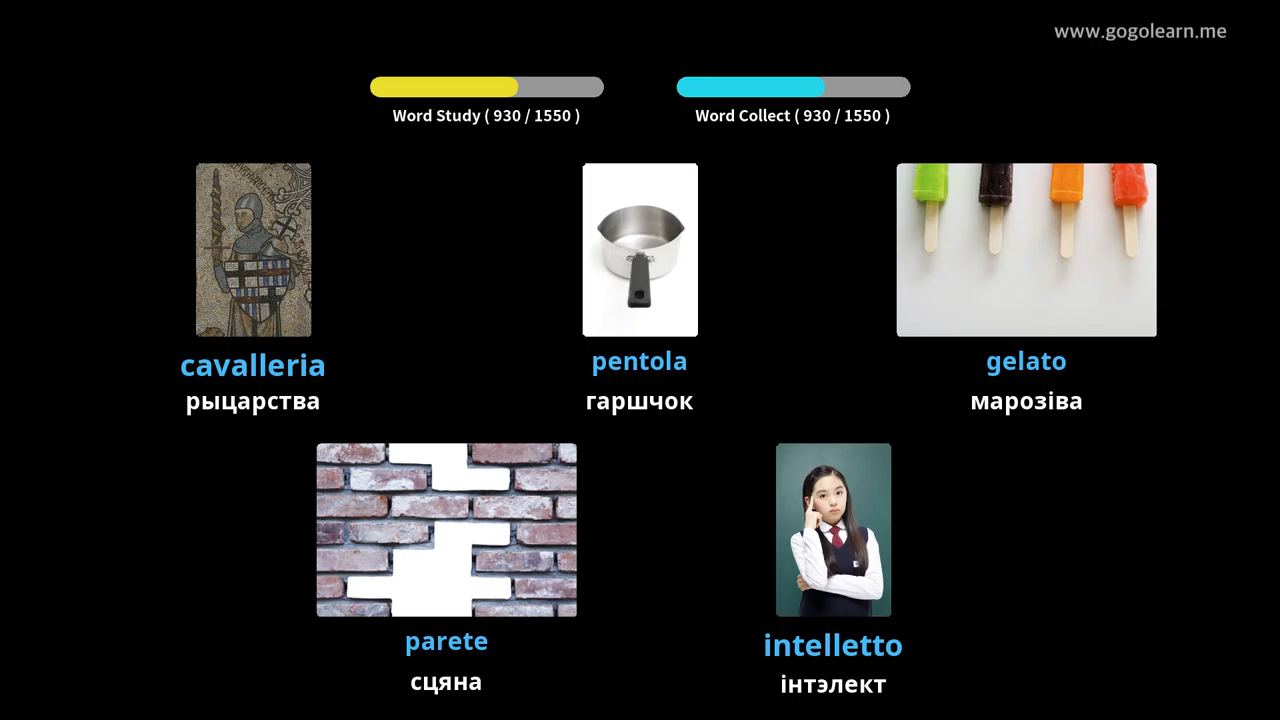 www.gogolearn.me
Word Study ( 930 / 1550 )
Word Collect ( 930 / 1550 )
cavalleria
рыцарства
pentola
гаршчок
gelato
марозіва
parete
сцяна
intelletto
інтэлект